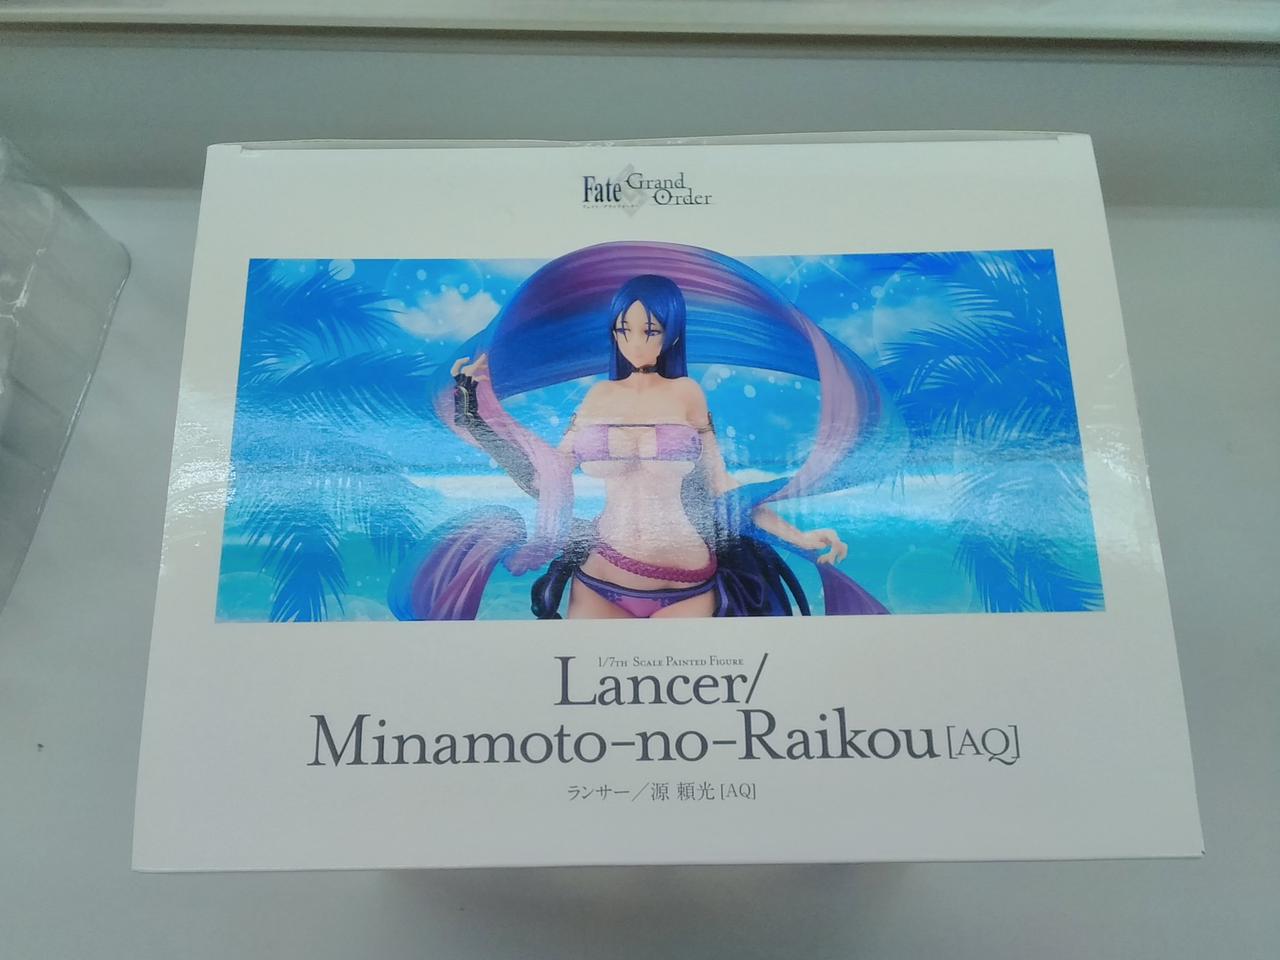 Fate
Grand
Order
1/7TH SCALE PAINTED FIGURE
Lancer/
Minamoto-no-Raikou [AQ]
ランサー／源 頼光 [AQ]